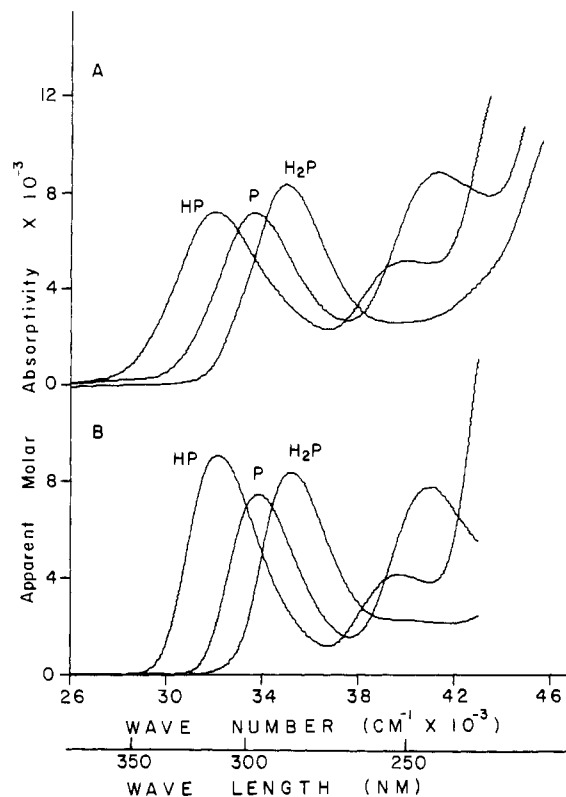 A
12
8
4
0
HP
P
H₂P
Absorptivity X 10⁻³
B
8
4
0
HP
P
H₂P
Apparent Molar
26 30 34 38 42 46
WAVE NUMBER (CM⁻¹ X 10⁻³)
350 300 250
WAVE LENGTH (NM)